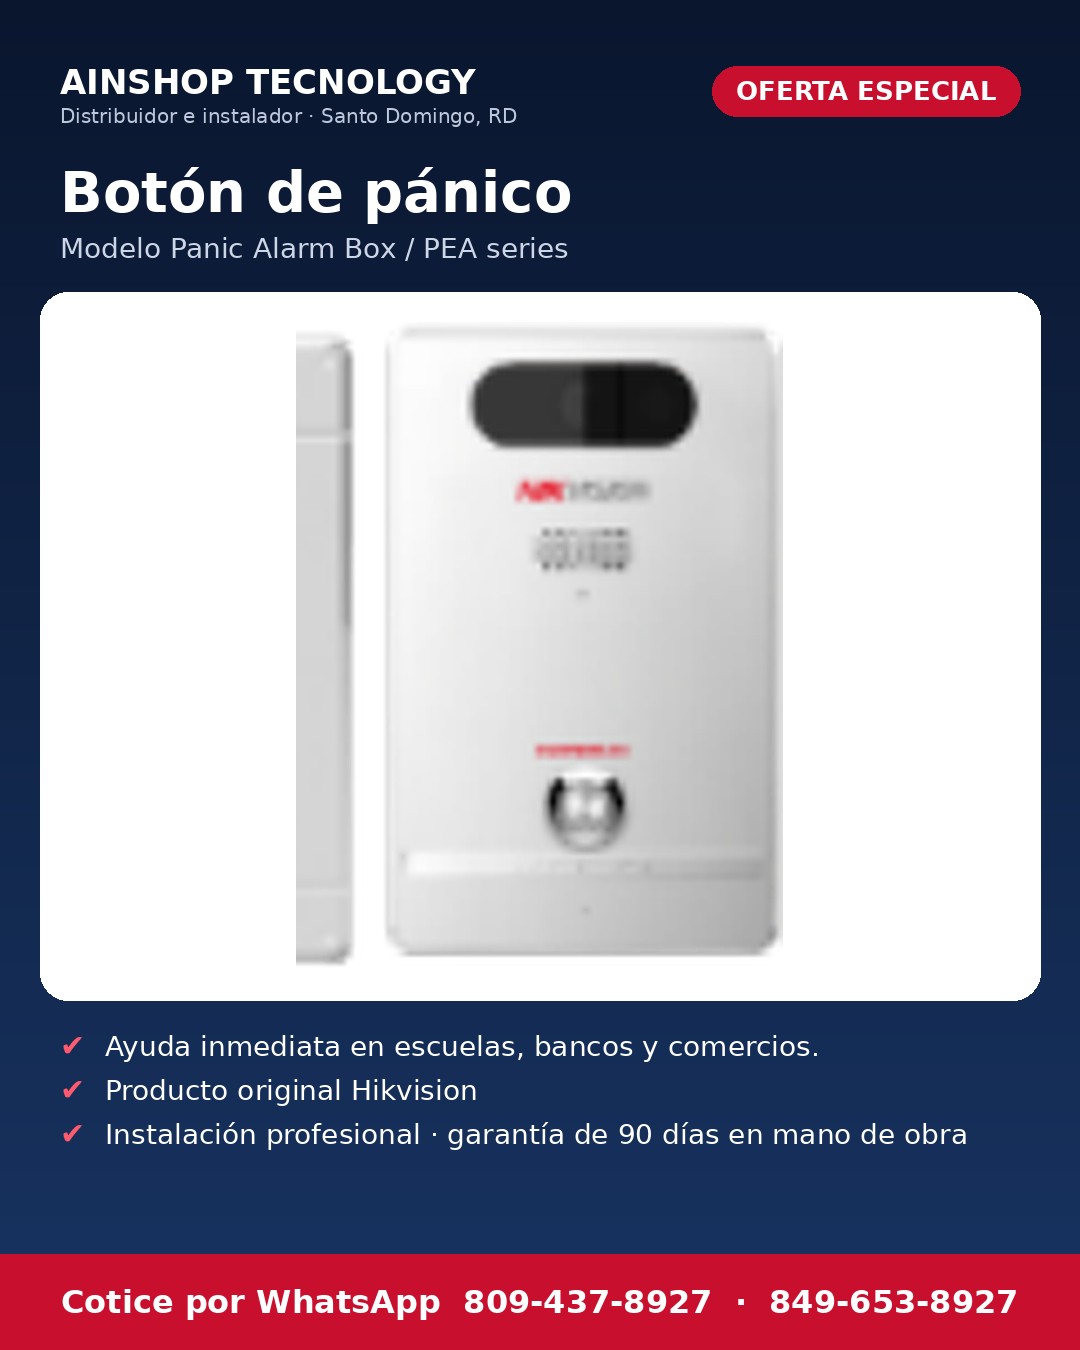 AINSHOP TECNOLOGY
OFERTA ESPECIAL
Distribuidor e instalador · Santo Domingo, RD
Botón de pánico
Modelo Panic Alarm Box / PEA series
HIKVISION
✔ Ayuda inmediata en escuelas, bancos y comercios.
✔ Producto original Hikvision
✔ Instalación profesional · garantía de 90 días en mano de obra
Cotice por WhatsApp 809-437-8927 · 849-653-8927